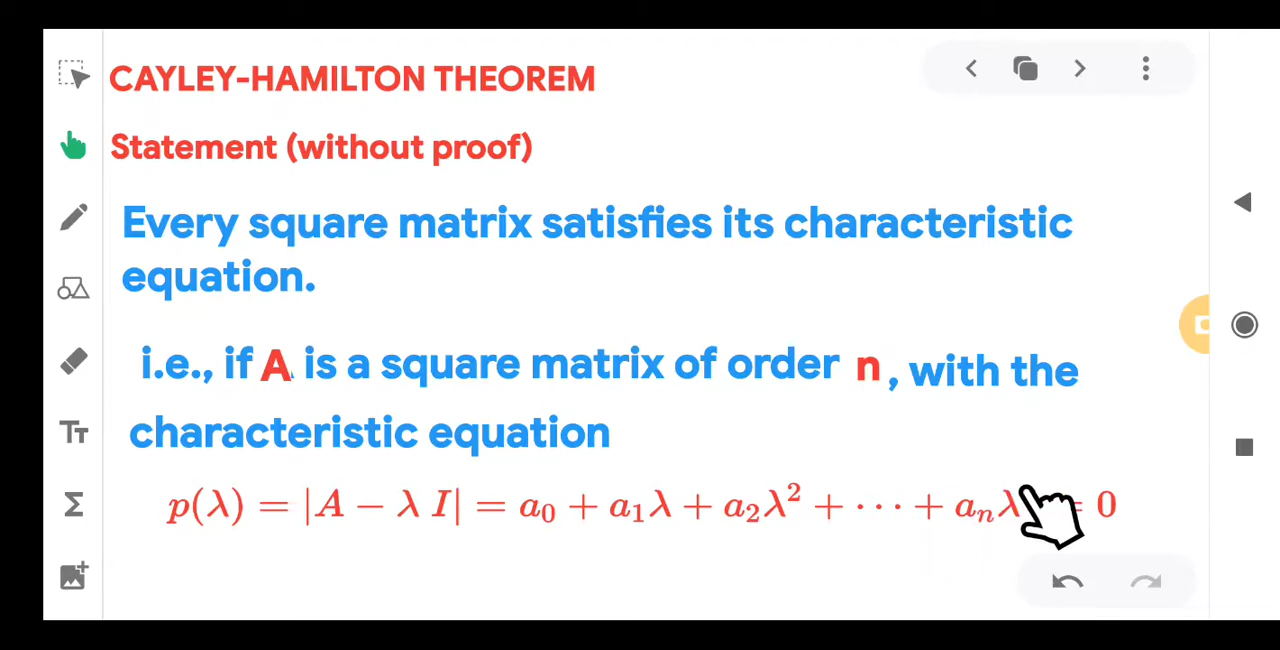 CAYLEY-HAMILTON THEOREM
Statement (without proof)
Every square matrix satisfies its characteristic
equation.
i.e., if A is a square matrix of order n, with the
characteristic equation
p(λ) = |A − λ I| = a₀ + a₁λ + a₂λ² + ⋯ + aₙλ = 0
Tт
Σ